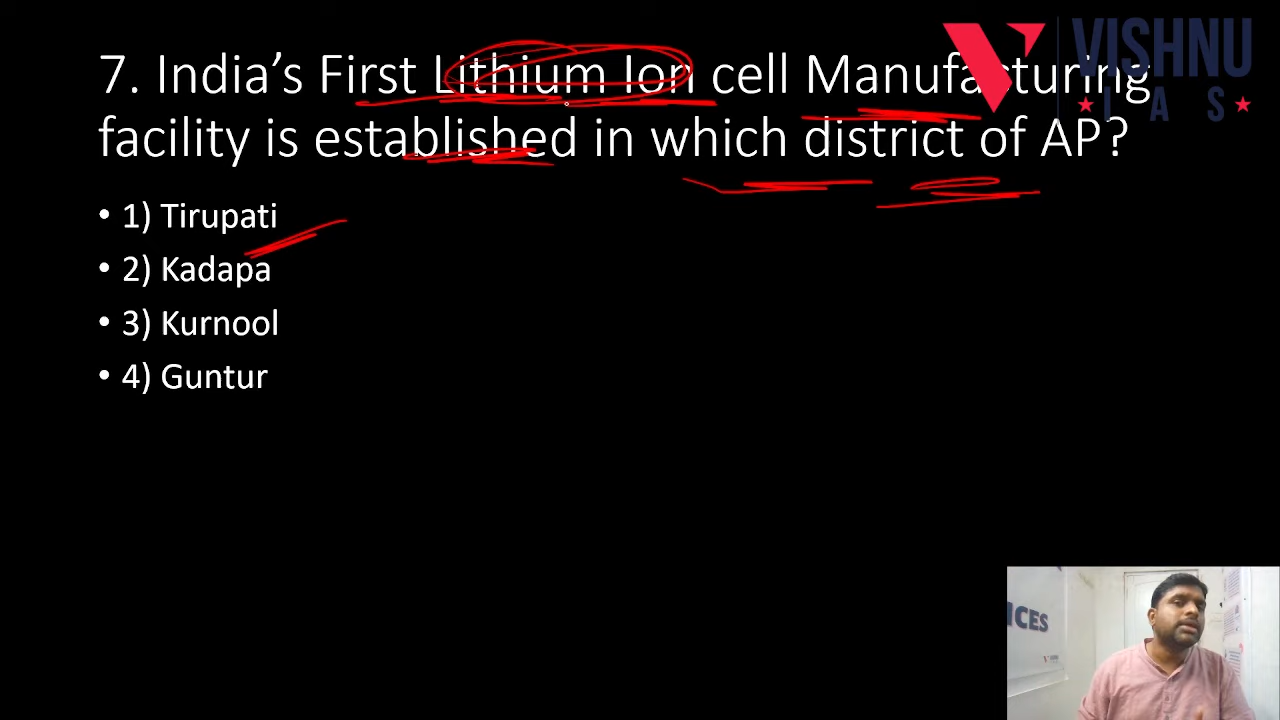 VISHNU
IAS
7. India's First Lithium Ion cell Manufacturing
facility is established in which district of AP?
• 1) Tirupati
• 2) Kadapa
• 3) Kurnool
• 4) Guntur
ICES